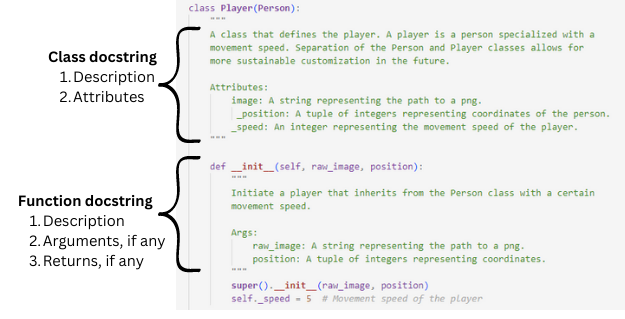 Class docstring
1. Description
2. Attributes
Function docstring
1. Description
2. Arguments, if any
3. Returns, if any
class Player(Person):
    """
    A class that defines the player. A player is a person specialized with a
    movement speed. Separation of the Person and Player classes allows for
    more sustainable customization in the future.

    Attributes:
        image: A string representing the path to a png.
        _position: A tuple of integers representing coordinates of the person.
        _speed: An integer representing the movement speed of the player.
    """

    def __init__(self, raw_image, position):
        """
        Initiate a player that inherits from the Person class with a certain
        movement speed.

        Args:
            raw_image: A string representing the path to a png.
            position: A tuple of integers representing coordinates.
        """
        super().__init__(raw_image, position)
        self._speed = 5  # Movement speed of the player